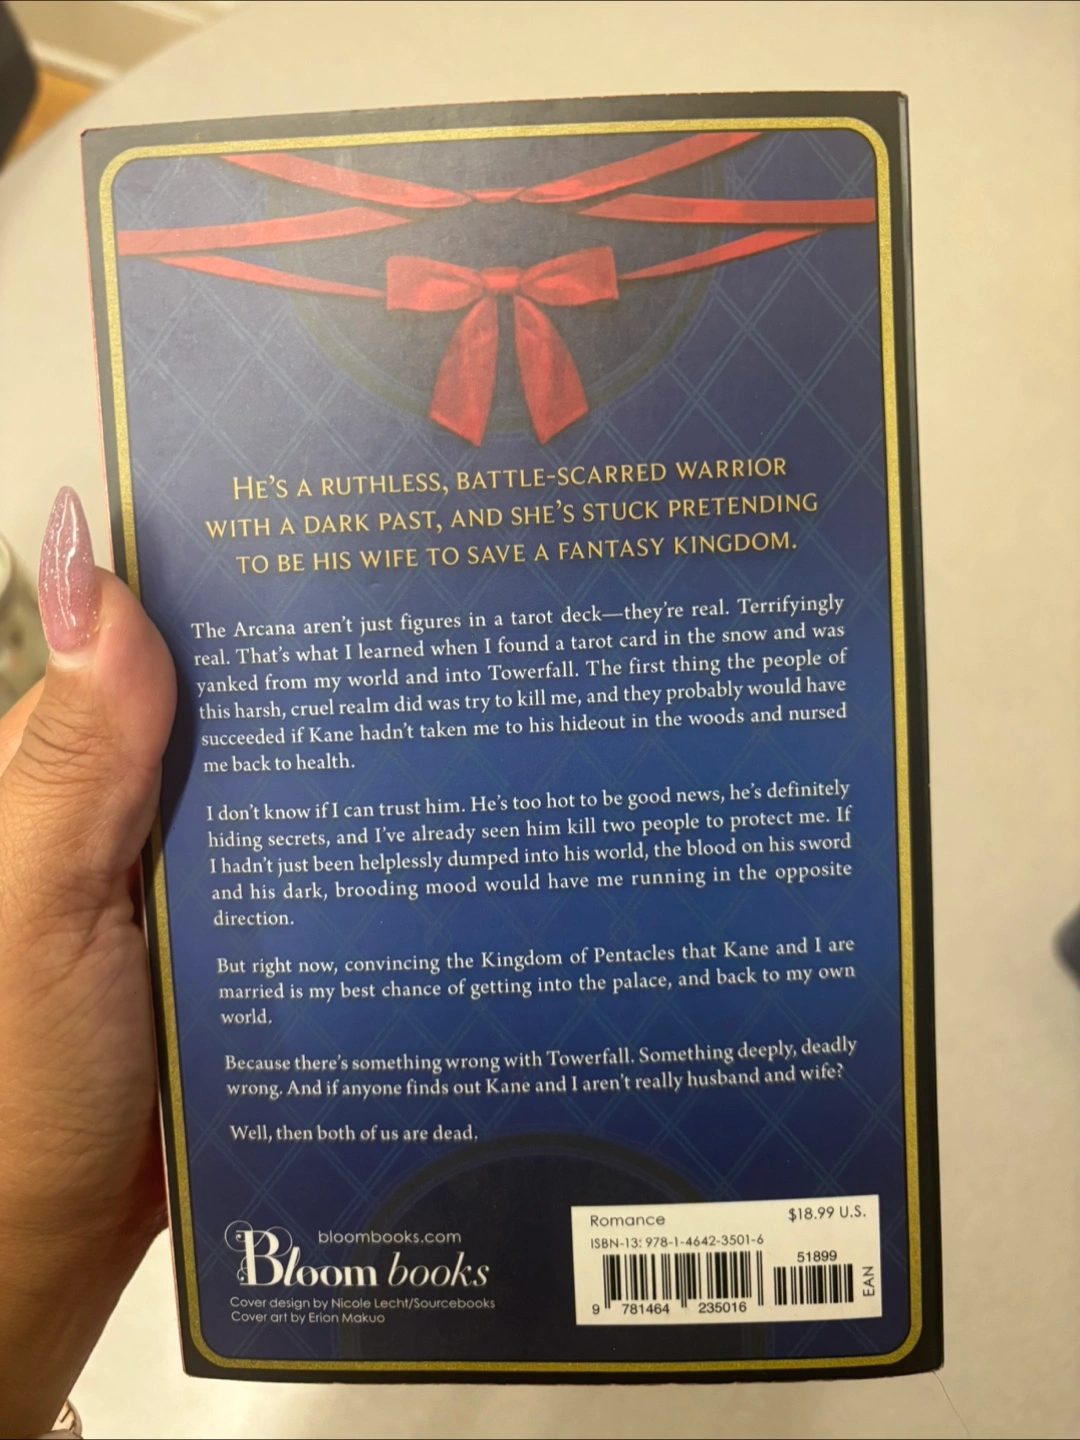 HE'S A RUTHLESS, BATTLE-SCARRED WARRIOR
WITH A DARK PAST, AND SHE'S STUCK PRETENDING
TO BE HIS WIFE TO SAVE A FANTASY KINGDOM.
The Arcana aren't just figures in a tarot deck—they're real. Terrifyingly
real. That's what I learned when I found a tarot card in the snow and was
yanked from my world and into Towerfall. The first thing the people of
this harsh, cruel realm did was try to kill me, and they probably would have
succeeded if Kane hadn't taken me to his hideout in the woods and nursed
me back to health.
I don't know if I can trust him. He's too hot to be good news, he's definitely
hiding secrets, and I've already seen him kill two people to protect me. If
I hadn't just been helplessly dumped into his world, the blood on his sword
and his dark, brooding mood would have me running in the opposite
direction.
But right now, convincing the Kingdom of Pentacles that Kane and I are
married is my best chance of getting into the palace, and back to my own
world.
Because there's something wrong with Towerfall. Something deeply, deadly
wrong. And if anyone finds out Kane and I aren't really husband and wife?
Well, then both of us are dead.
bloombooks.com
Bloom books
Cover design by Nicole Lecht/Sourcebooks
Cover art by Erion Makuo
Romance $18.99 U.S.
ISBN-13: 978-1-4642-3501-6
51899
EAN
9 781464 235016